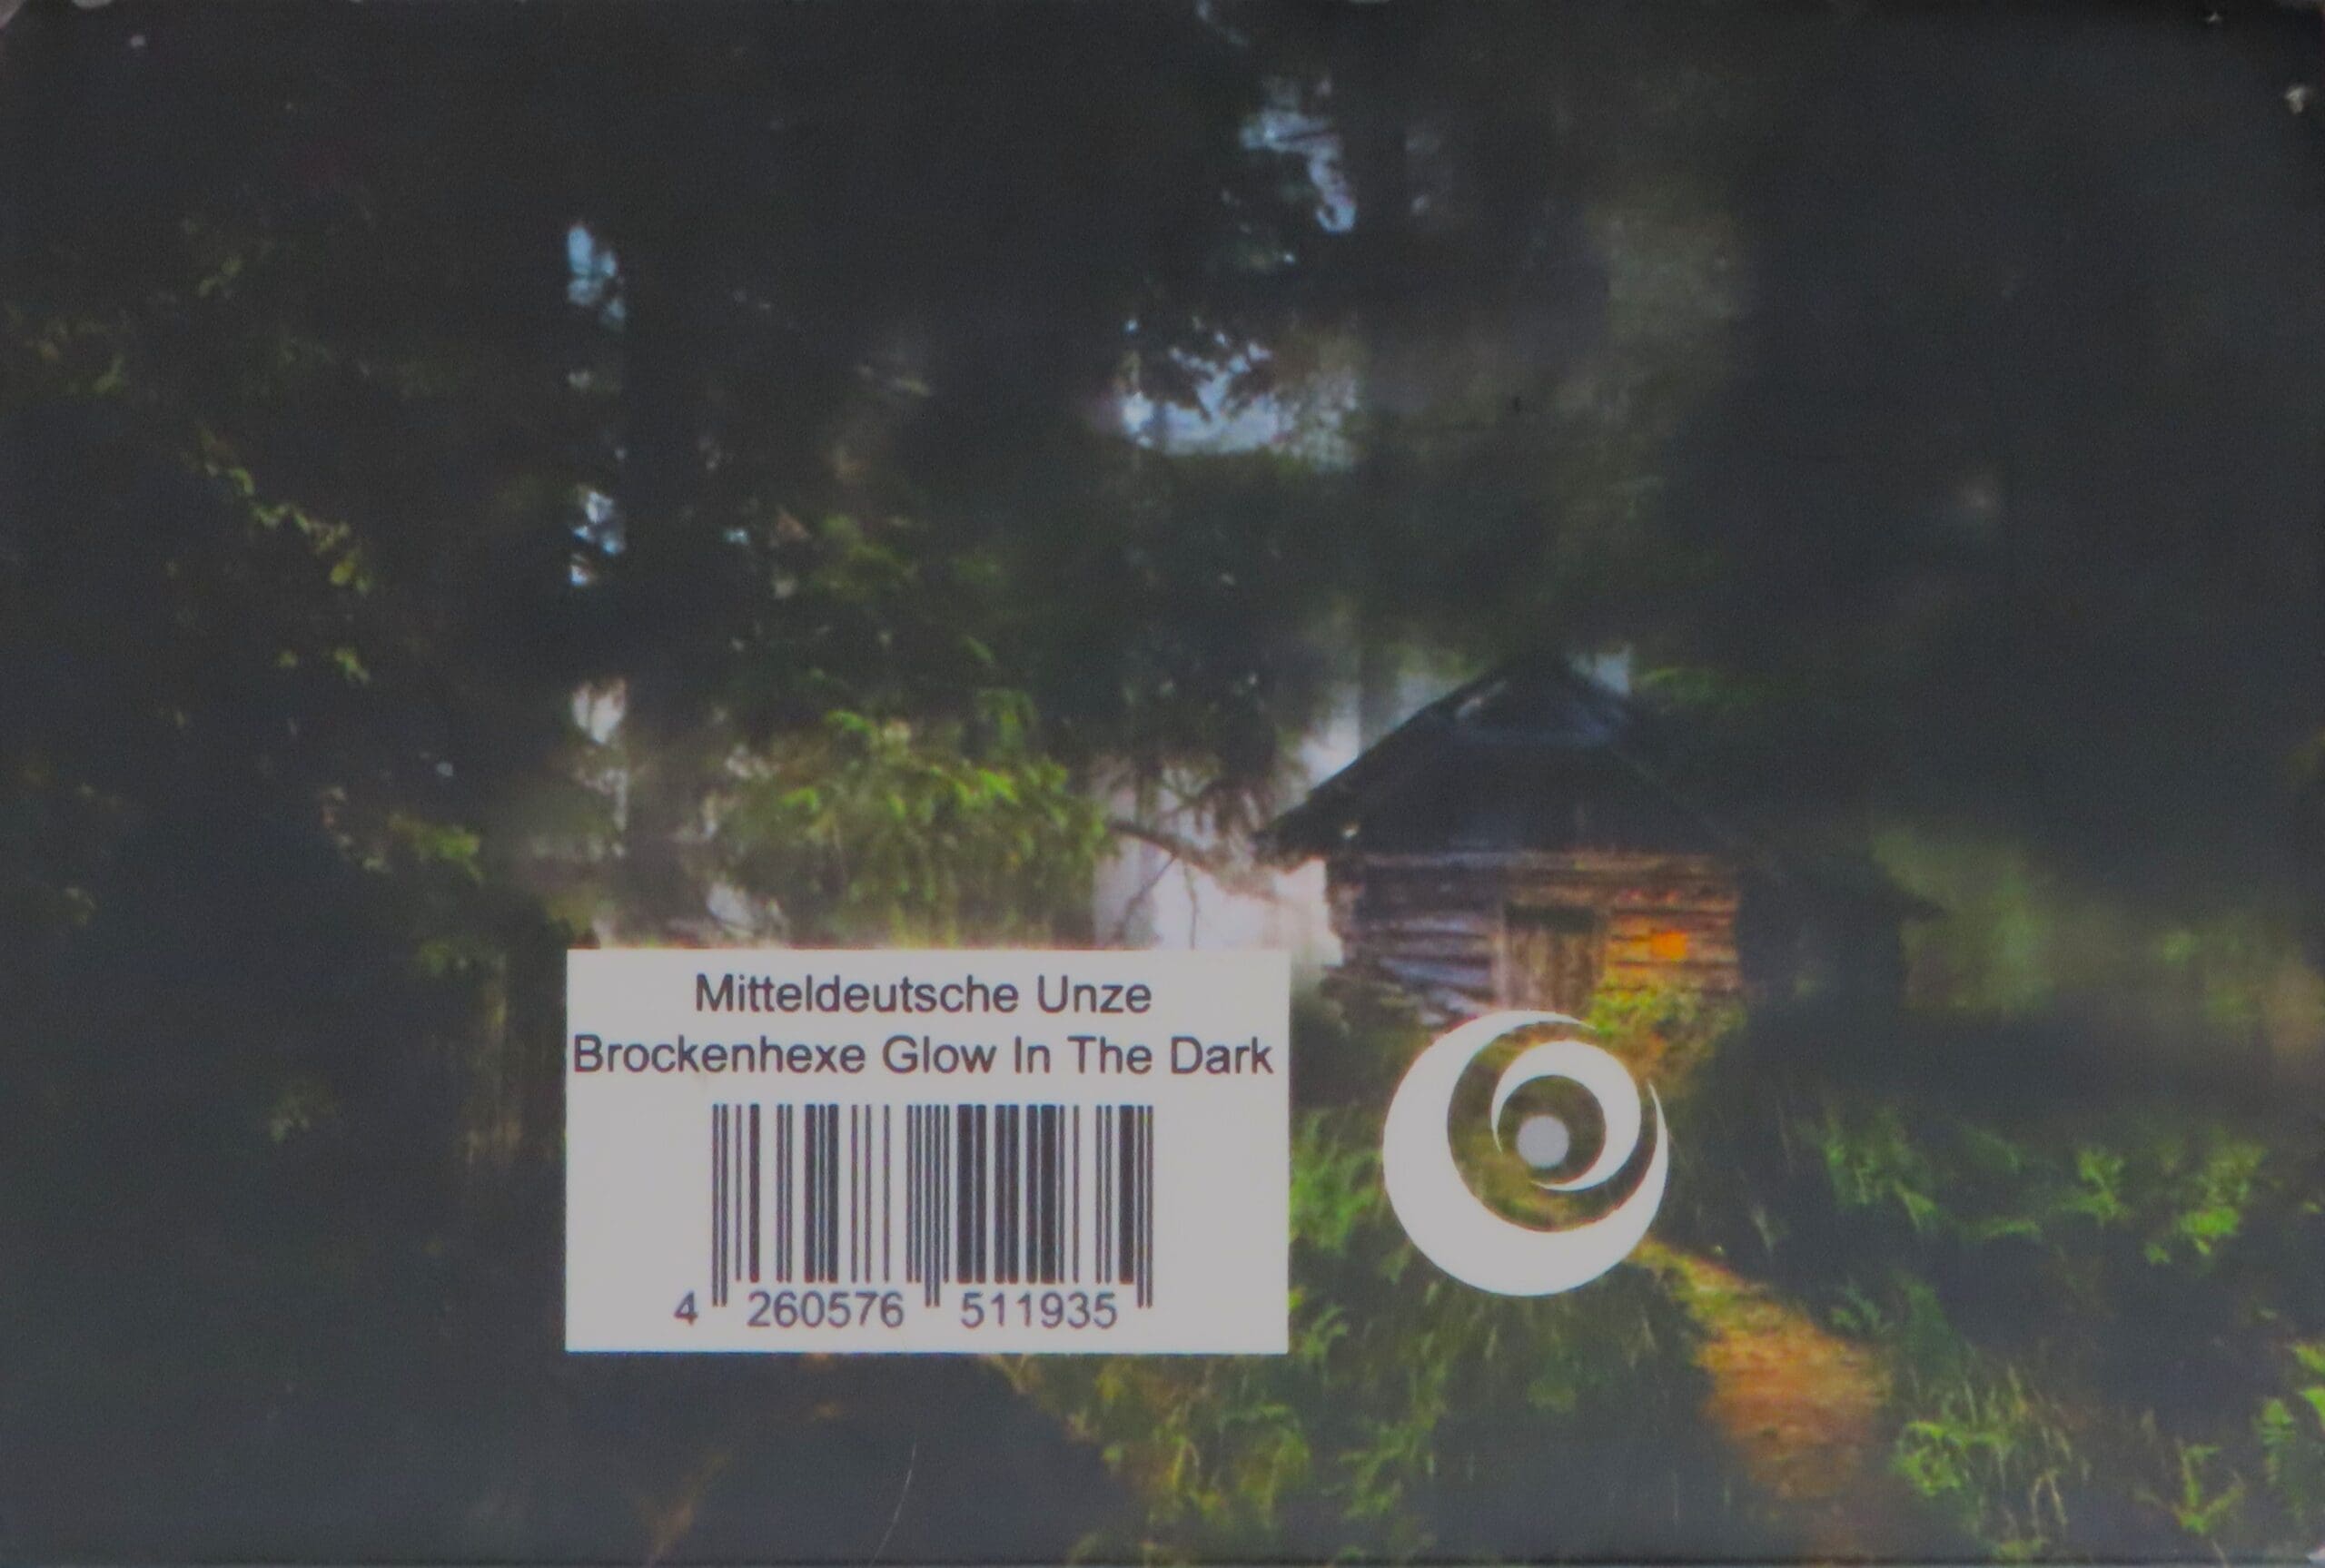 Mitteldeutsche Unze
Brockenhexe Glow In The Dark
4 260576 511935